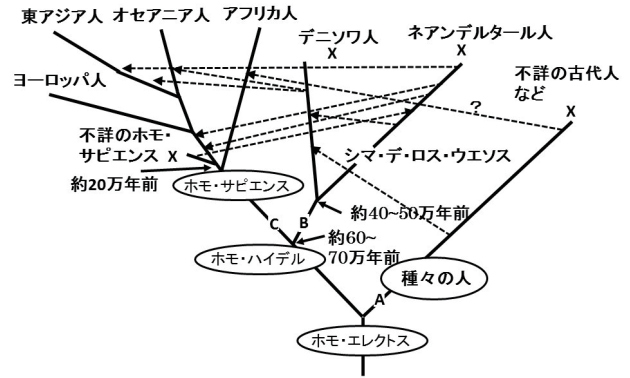 東アジア人
オセアニア人
アフリカ人
デニソワ人
X
ネアンデルタール人
X
不詳の古代人
など
X
ヨーロッパ人
?
不詳のホモ・
サピエンス X
約20万年前
シマ・デ・ロス・ウエソス
ホモ・サピエンス
C
B
約40~50万年前
約60~
70万年前
ホモ・ハイデル
種々の人
A
ホモ・エレクトス